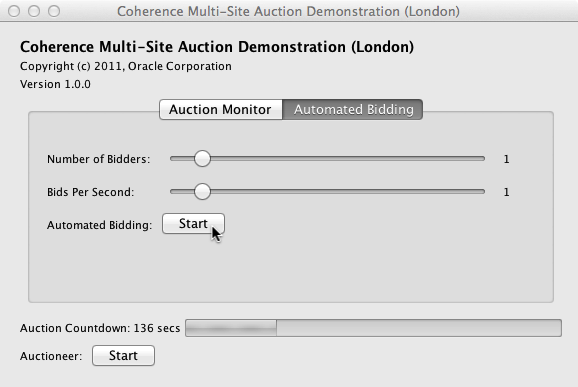 Coherence Multi-Site Auction Demonstration (London)
Coherence Multi-Site Auction Demonstration (London)
Copyright (c) 2011, Oracle Corporation
Version 1.0.0
Auction Monitor Automated Bidding
Number of Bidders: 1
Bids Per Second: 1
Automated Bidding: Start
Auction Countdown: 136 secs
Auctioneer: Start